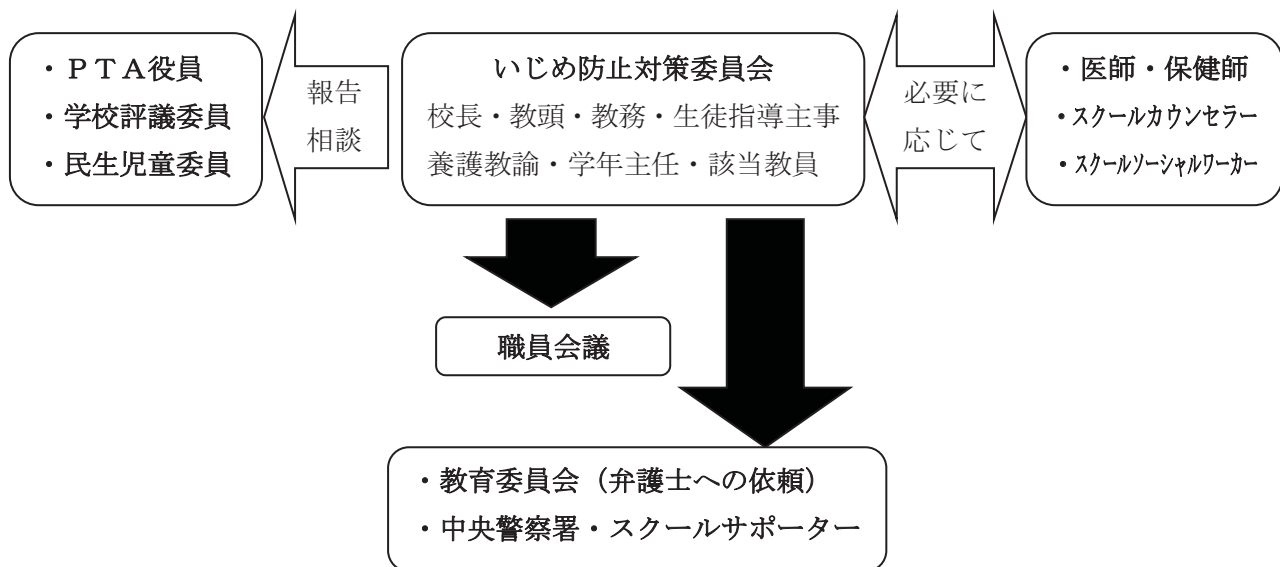 ・ＰＴＡ役員
・学校評議委員
・民生児童委員
報告
相談
いじめ防止対策委員会
校長・教頭・教務・生徒指導主事
養護教諭・学年主任・該当教員
必要に
応じて
・医師・保健師
・スクールカウンセラー
・スクールソーシャルワーカー
職員会議
・教育委員会（弁護士への依頼）
・中央警察署・スクールサポーター